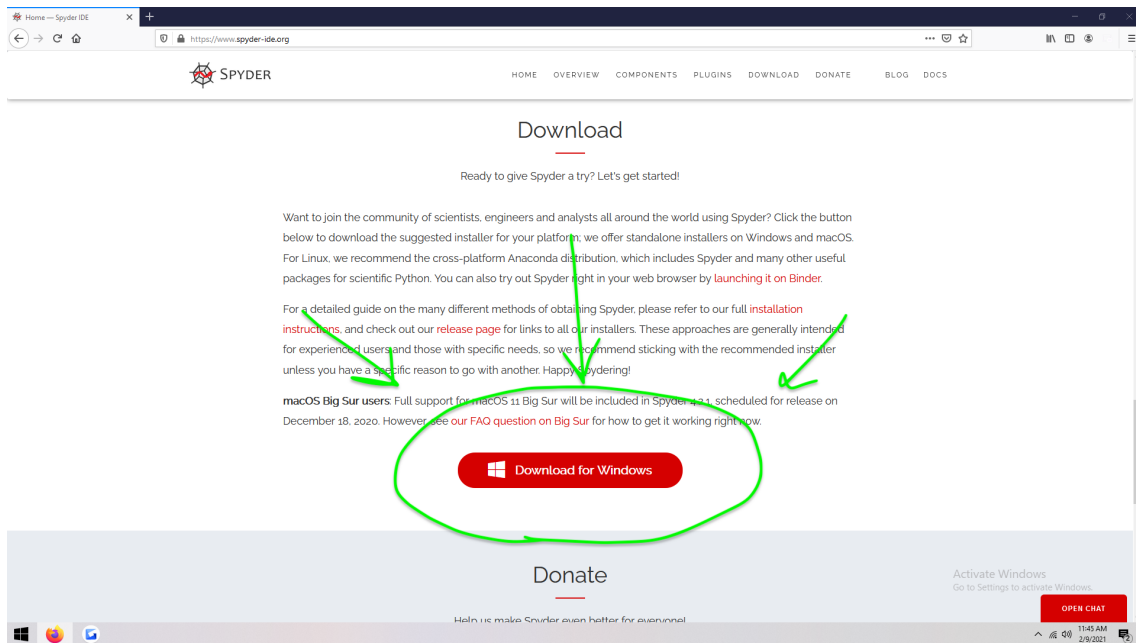 Home — Spyder IDE
https://www.spyder-ide.org
SPYDER
HOME OVERVIEW COMPONENTS PLUGINS DOWNLOAD DONATE BLOG DOCS
Download
Ready to give Spyder a try? Let's get started!
Want to join the community of scientists, engineers and analysts all around the world using Spyder? Click the button
below to download the suggested installer for your platform; we offer standalone installers on Windows and macOS.
For Linux, we recommend the cross-platform Anaconda distribution, which includes Spyder and many other useful
packages for scientific Python. You can also try out Spyder right in your web browser by launching it on Binder.
For a detailed guide on the many different methods of obtaining Spyder, please refer to our full installation
instructions, and check out our release page for links to all our installers. These approaches are generally intended
for experienced users and those with specific needs, so we recommend sticking with the recommended installer
unless you have a specific reason to go with another. Happy Spydering!
macOS Big Sur users: Full support for macOS 11 Big Sur will be included in Spyder 4.2.1, scheduled for release on
December 18, 2020. However, see our FAQ question on Big Sur for how to get it working right now.
Download for Windows
Donate
Activate Windows
Go to Settings to activate Windows.
Help us make Spyder even better for everyone!
OPEN CHAT
11:45 AM
2/9/2021